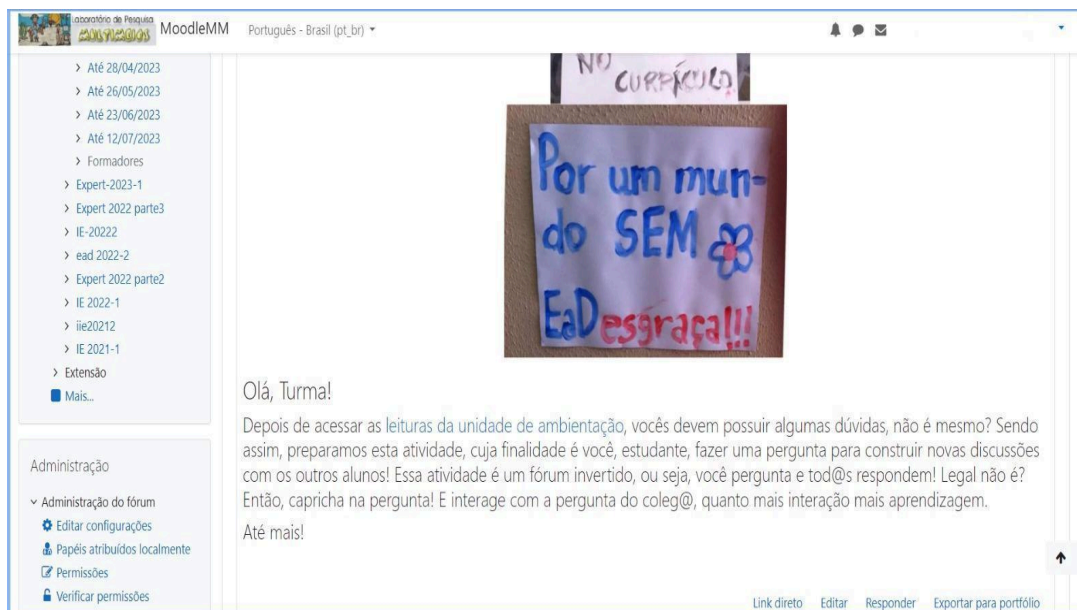 Laboratório de Pesquisa
MULTIMEIOS
MoodleMM
Português - Brasil (pt_br)
Até 28/04/2023
Até 26/05/2023
Até 23/06/2023
Até 12/07/2023
Formadores
Expert-2023-1
Expert 2022 parte3
IE-20222
ead 2022-2
Expert 2022 parte2
IE 2022-1
iie20212
IE 2021-1
Extensão
Mais...
Administração
Administração do fórum
Editar configurações
Papéis atribuídos localmente
Permissões
Verificar permissões
NO
CURRÍCULO
Por um mun-
do SEM
EaDesgraça!!!
Olá, Turma!
Depois de acessar as leituras da unidade de ambientação, vocês devem possuir algumas dúvidas, não é mesmo? Sendo
assim, preparamos esta atividade, cuja finalidade é você, estudante, fazer uma pergunta para construir novas discussões
com os outros alunos! Essa atividade é um fórum invertido, ou seja, você pergunta e tod@s respondem! Legal não é?
Então, capricha na pergunta! E interage com a pergunta do coleg@, quanto mais interação mais aprendizagem.
Até mais!
Link direto Editar Responder Exportar para portfólio